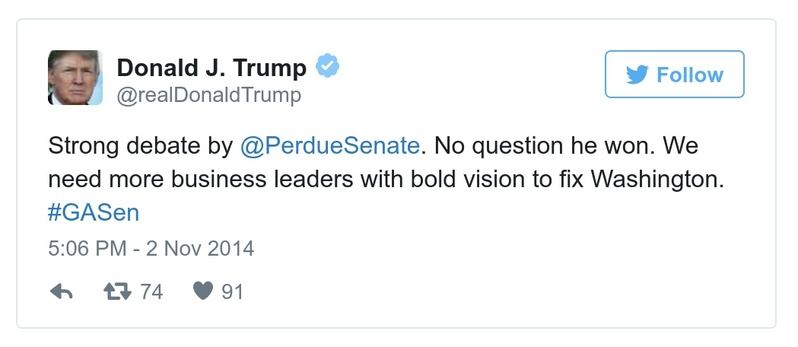 Donald J. Trump
@realDonaldTrump
Follow
Strong debate by @PerdueSenate. No question he won. We
need more business leaders with bold vision to fix Washington.
#GASen
5:06 PM - 2 Nov 2014
74 91